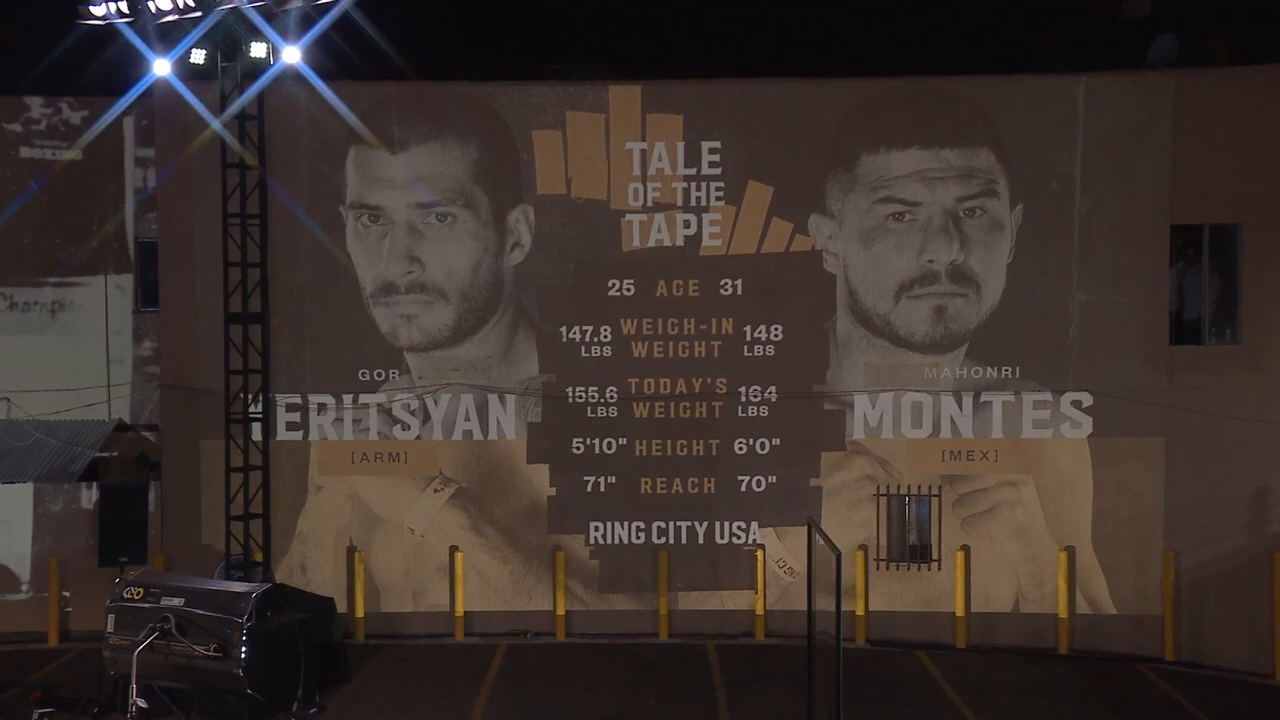 TALE
OF THE
TAPE
25 AGE 31
147.8 LBS WEIGH-IN WEIGHT 148 LBS
155.6 LBS TODAY'S WEIGHT 164 LBS
5'10" HEIGHT 6'0"
71" REACH 70"
RING CITY USA
GOR
YERITSYAN
[ARM]
MAHONRI
MONTES
[MEX]
BOXING